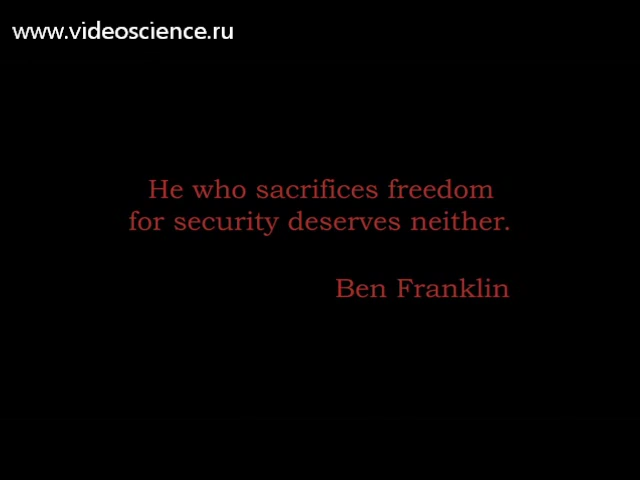 www.videoscience.ru
He who sacrifices freedom
for security deserves neither.
Ben Franklin